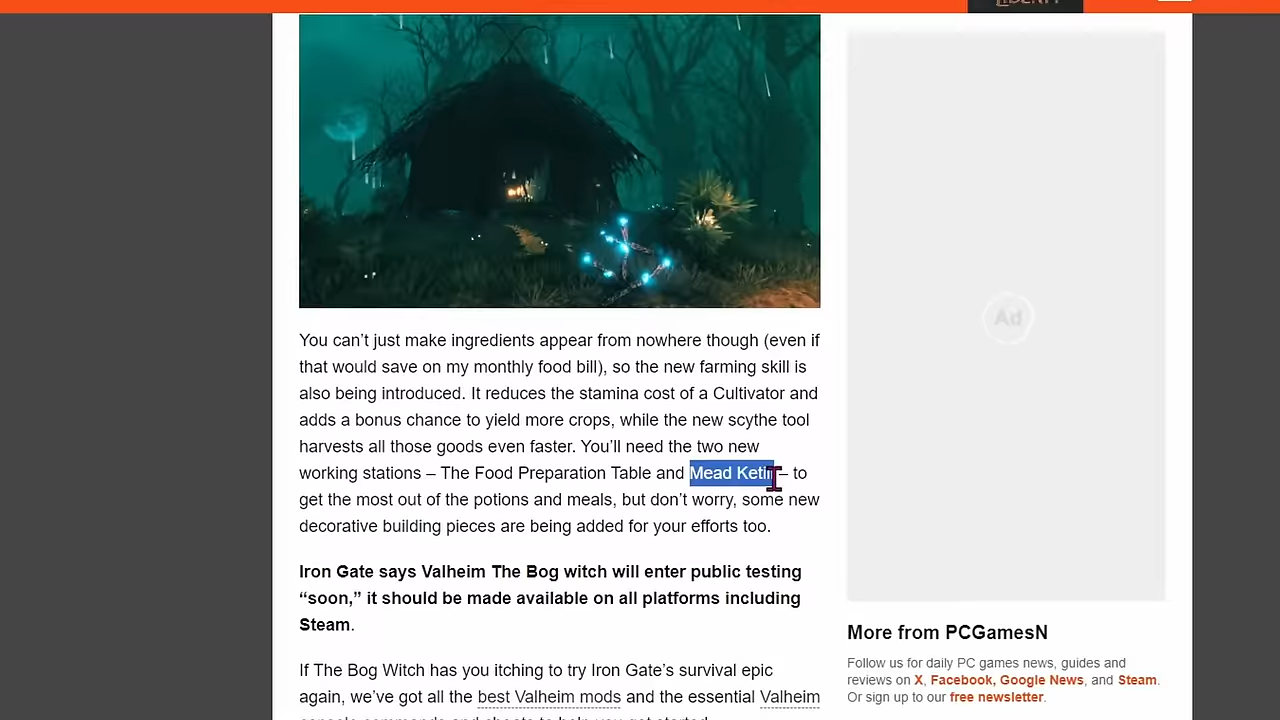 You can’t just make ingredients appear from nowhere though (even if
that would save on my monthly food bill), so the new farming skill is
also being introduced. It reduces the stamina cost of a Cultivator and
adds a bonus chance to yield more crops, while the new scythe tool
harvests all those goods even faster. You’ll need the two new
working stations – The Food Preparation Table and Mead Ketill – to
get the most out of the potions and meals, but don’t worry, some new
decorative building pieces are being added for your efforts too.
Iron Gate says Valheim The Bog witch will enter public testing
“soon,” it should be made available on all platforms including
Steam.
If The Bog Witch has you itching to try Iron Gate’s survival epic
again, we’ve got all the best Valheim mods and the essential Valheim
Ad
More from PCGamesN
Follow us for daily PC games news, guides and
reviews on X, Facebook, Google News, and Steam.
Or sign up to our free newsletter.